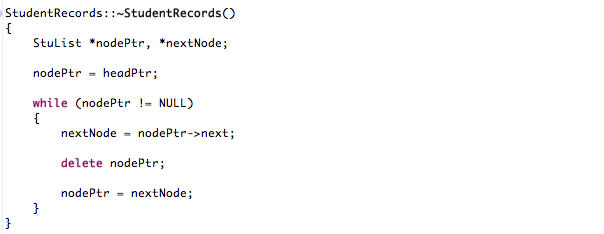 StudentRecords::~StudentRecords()
{
    StuList *nodePtr, *nextNode;
    nodePtr = headPtr;
    while (nodePtr != NULL)
    {
        nextNode = nodePtr->next;
        delete nodePtr;
        nodePtr = nextNode;
    }
}